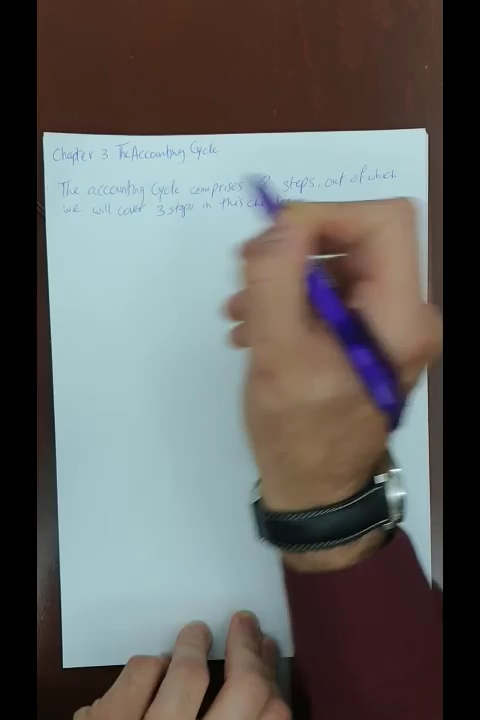 Chapter 3 The Accounting Cycle
The accounting Cycle comprises steps, out of which
we will cover 3 steps in this